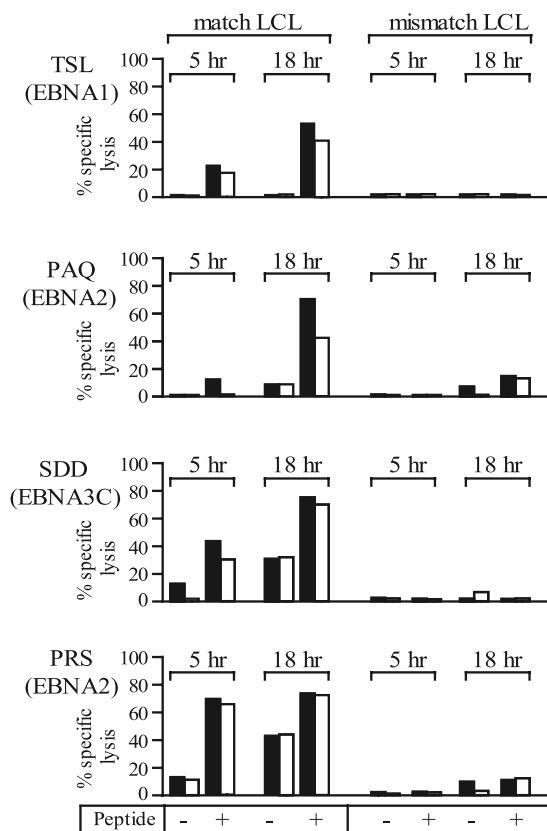 match LCL mismatch LCL
TSL
(EBNA1)
5 hr 18 hr 5 hr 18 hr
% specific
lysis
100
80
60
40
20
0
PAQ
(EBNA2)
5 hr 18 hr 5 hr 18 hr
% specific
lysis
100
80
60
40
20
0
SDD
(EBNA3C)
5 hr 18 hr 5 hr 18 hr
% specific
lysis
100
80
60
40
20
0
PRS
(EBNA2)
5 hr 18 hr 5 hr 18 hr
% specific
lysis
100
80
60
40
20
0
Peptide - + - + - + - +